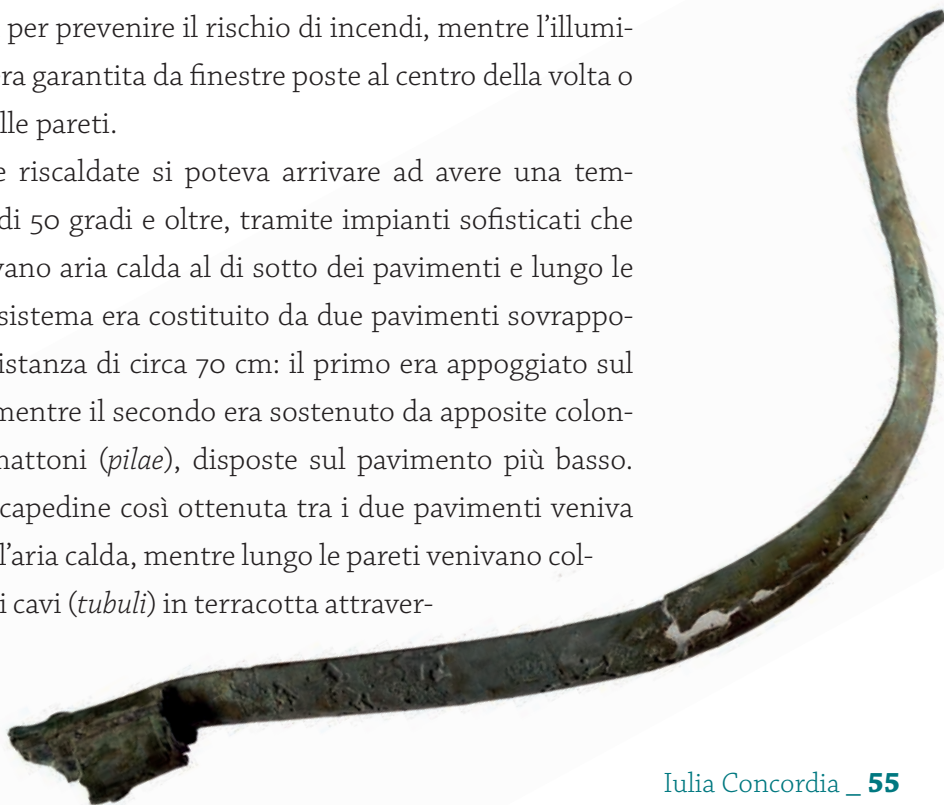 per prevenire il rischio di incendi, mentre l'illumi-
era garantita da finestre poste al centro della volta o
lle pareti.
e riscaldate si poteva arrivare ad avere una tem-
di 50 gradi e oltre, tramite impianti sofisticati che
vano aria calda al di sotto dei pavimenti e lungo le
sistema era costituito da due pavimenti sovrappo-
istanza di circa 70 cm: il primo era appoggiato sul
mentre il secondo era sostenuto da apposite colon-
nattoni (pilae), disposte sul pavimento più basso.
capedine così ottenuta tra i due pavimenti veniva
l'aria calda, mentre lungo le pareti venivano col-
i cavi (tubuli) in terracotta attraver-
Iulia Concordia _ 55